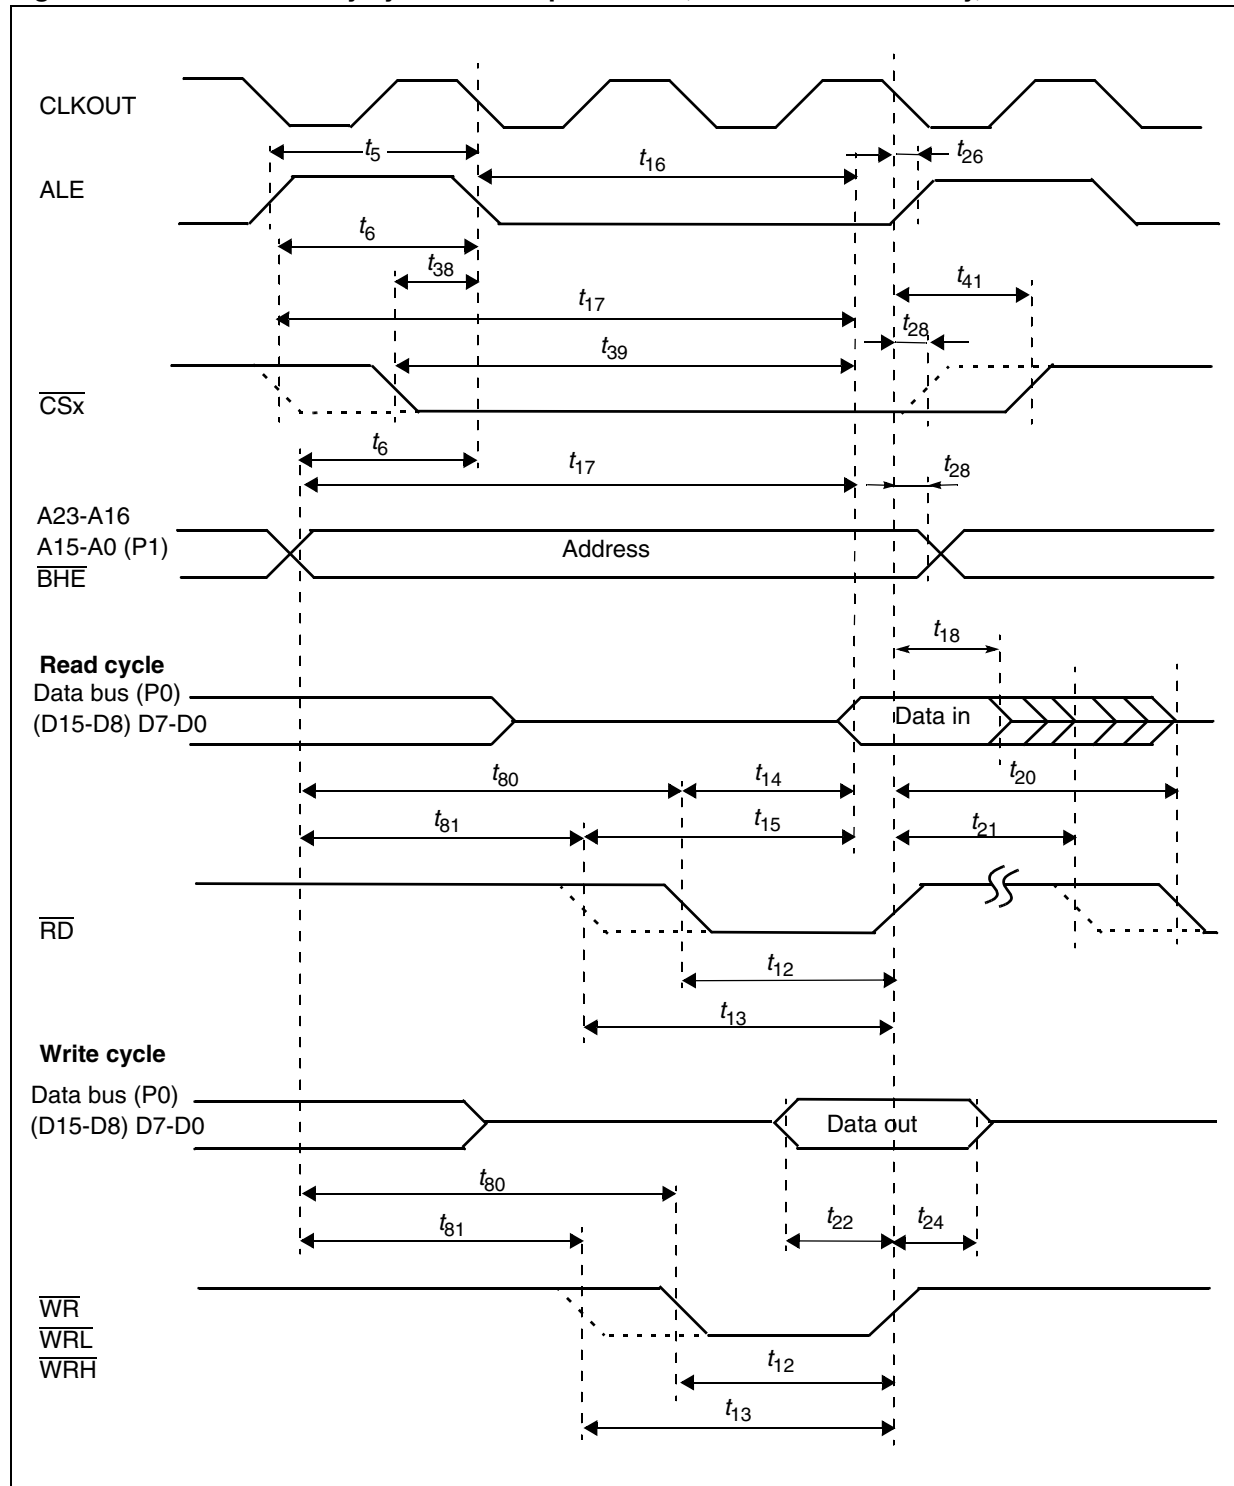 CLKOUT
t5
t16
t26
ALE
t6
t38
t41
t17
t28
t39
CSx
t6
t17
t28
A23-A16
A15-A0 (P1)
Address
BHE
t18
Read cycle
Data bus (P0)
Data in
(D15-D8) D7-D0
t80
t14
t20
t81
t15
t21
RD
t12
t13
Write cycle
Data bus (P0)
(D15-D8) D7-D0
Data out
t80
t22
t24
t81
WR
WRL
WRH
t12
t13